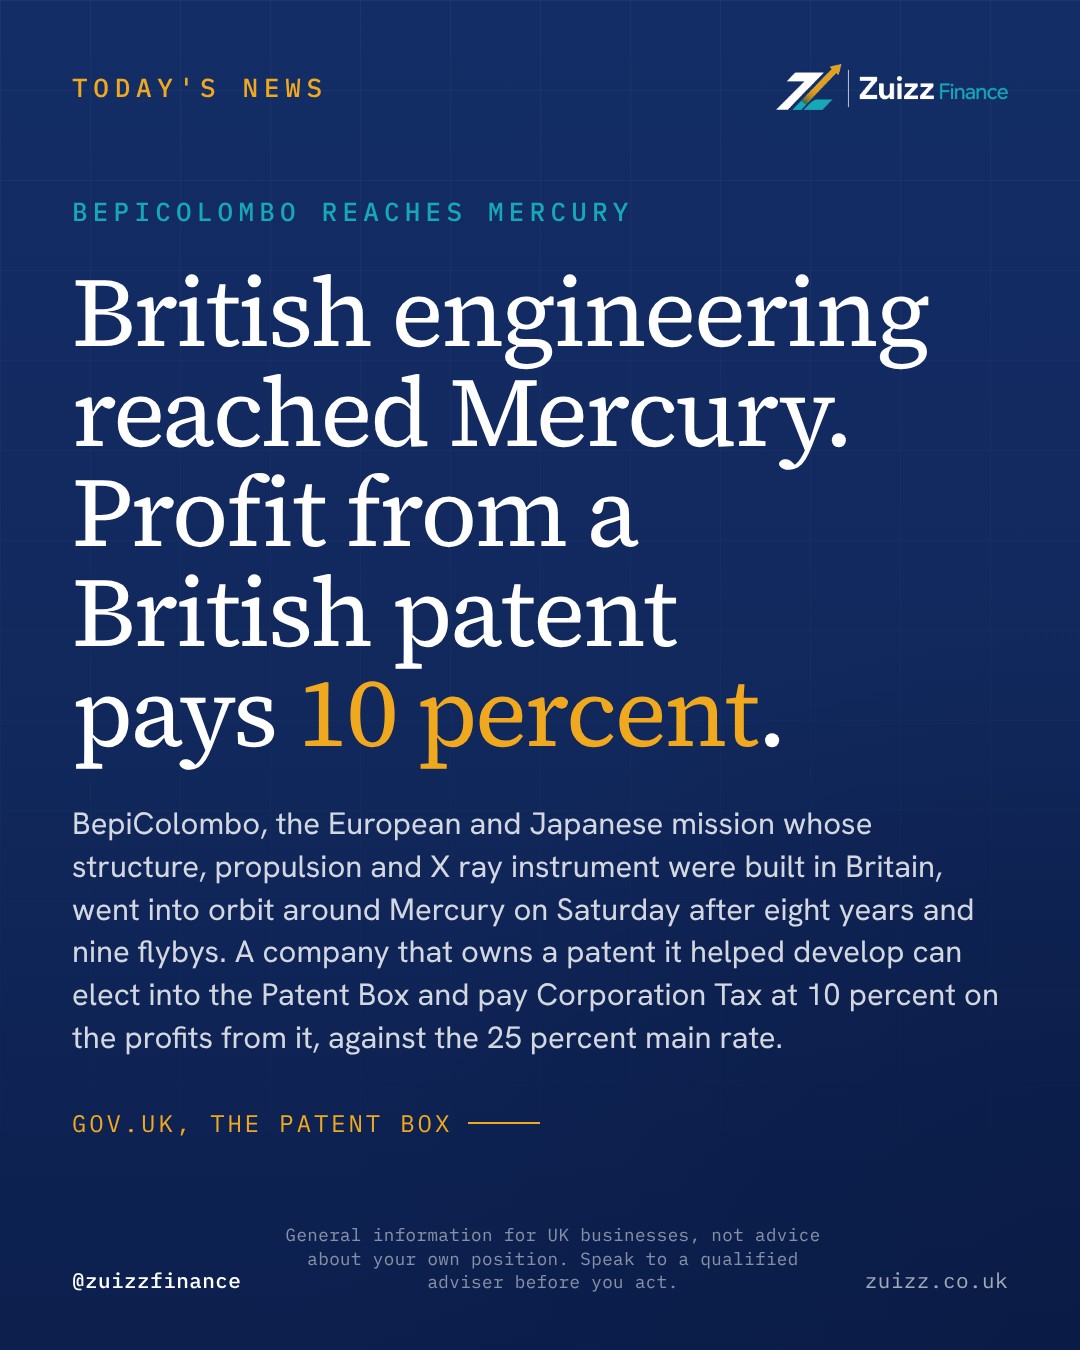 TODAY'S NEWS
Zuizz Finance
BEPICOLOMBO REACHES MERCURY
British engineering
reached Mercury.
Profit from a
British patent
pays 10 percent.
BepiColombo, the European and Japanese mission whose
structure, propulsion and X ray instrument were built in Britain,
went into orbit around Mercury on Saturday after eight years and
nine flybys. A company that owns a patent it helped develop can
elect into the Patent Box and pay Corporation Tax at 10 percent on
the profits from it, against the 25 percent main rate.
GOV.UK, THE PATENT BOX
General information for UK businesses, not advice
about your own position. Speak to a qualified
adviser before you act.
@zuizzfinance
zuizz.co.uk